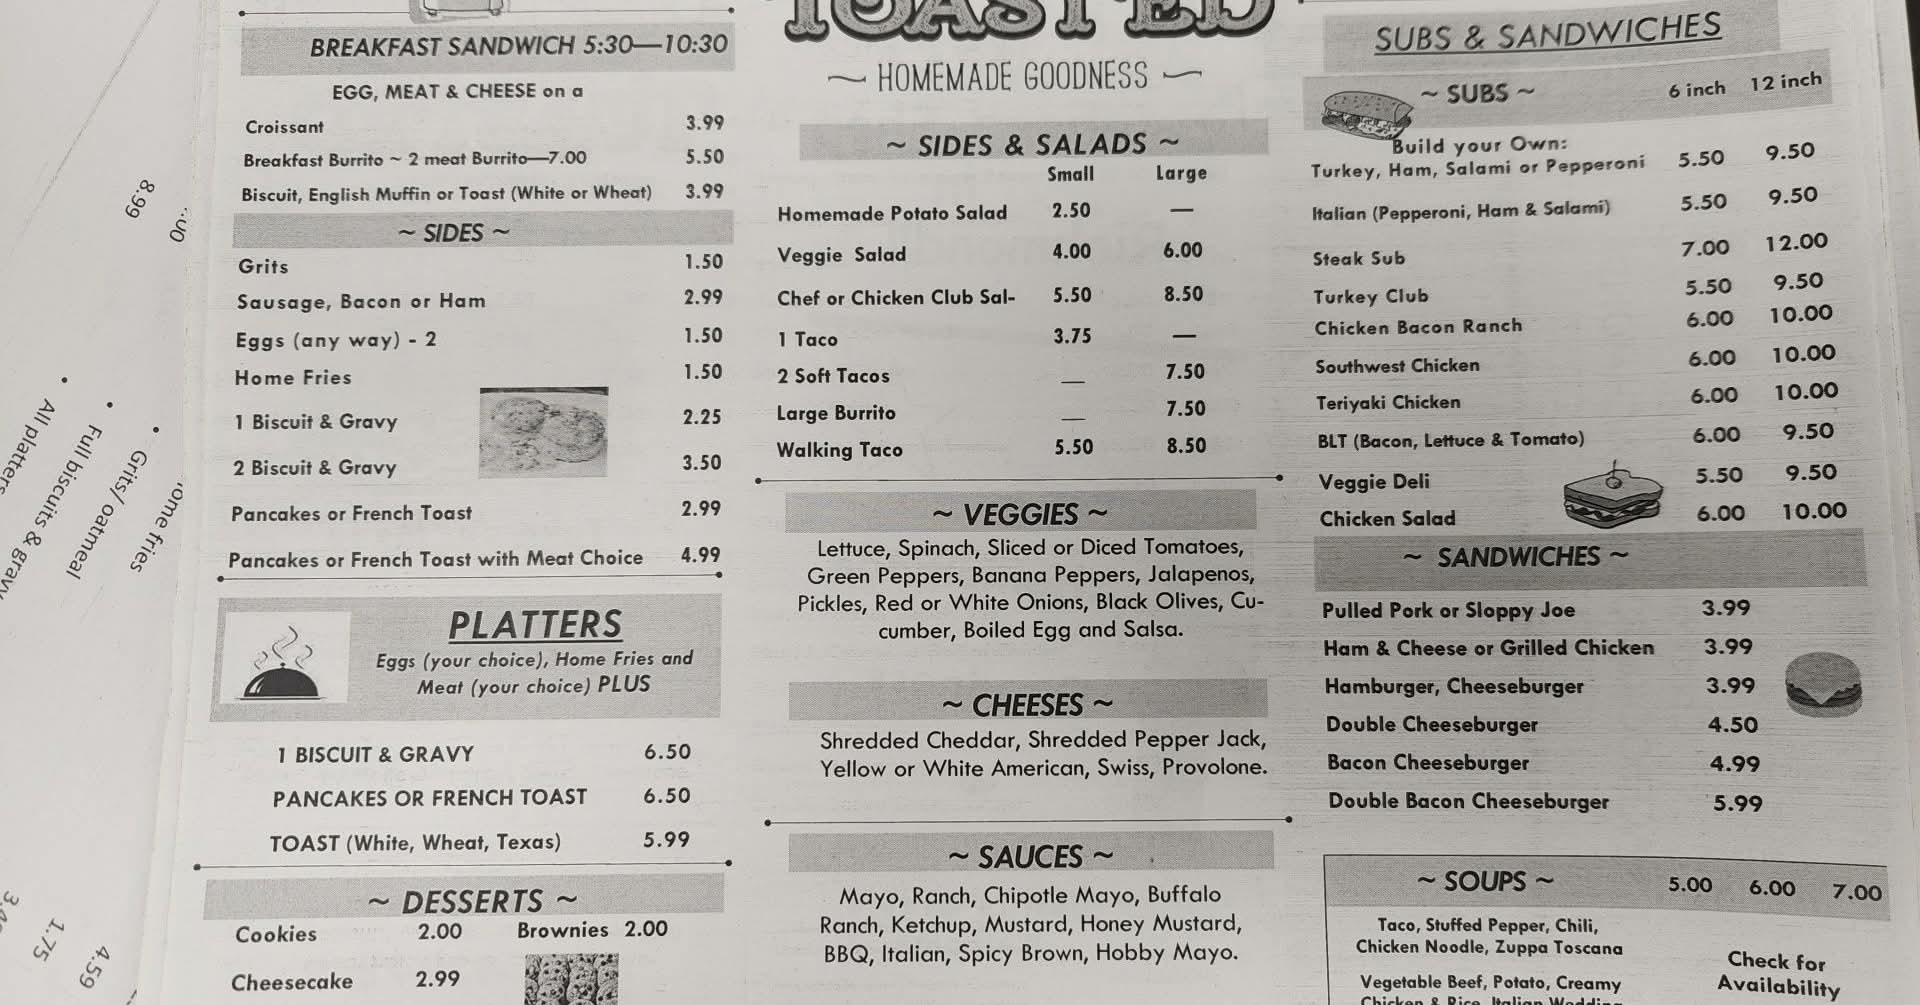 BREAKFAST SANDWICH 5:30—10:30
EGG, MEAT & CHEESE on a
Croissant 3.99
Breakfast Burrito ~ 2 meat Burrito—7.00 5.50
Biscuit, English Muffin or Toast (White or Wheat) 3.99
~ SIDES ~
Grits 1.50
Sausage, Bacon or Ham 2.99
Eggs (any way) - 2 1.50
Home Fries 1.50
1 Biscuit & Gravy 2.25
2 Biscuit & Gravy 3.50
Pancakes or French Toast 2.99
Pancakes or French Toast with Meat Choice 4.99
PLATTERS
Eggs (your choice), Home Fries and
Meat (your choice) PLUS
1 BISCUIT & GRAVY 6.50
PANCAKES OR FRENCH TOAST 6.50
TOAST (White, Wheat, Texas) 5.99
~ DESSERTS ~
Cookies 2.00 Brownies 2.00
Cheesecake 2.99
TOASTED
~ HOMEMADE GOODNESS ~
~ SIDES & SALADS ~
Small Large
Homemade Potato Salad 2.50 —
Veggie Salad 4.00 6.00
Chef or Chicken Club Sal- 5.50 8.50
1 Taco 3.75 —
2 Soft Tacos — 7.50
Large Burrito — 7.50
Walking Taco 5.50 8.50
~ VEGGIES ~
Lettuce, Spinach, Sliced or Diced Tomatoes,
Green Peppers, Banana Peppers, Jalapenos,
Pickles, Red or White Onions, Black Olives, Cu-
cumber, Boiled Egg and Salsa.
~ CHEESES ~
Shredded Cheddar, Shredded Pepper Jack,
Yellow or White American, Swiss, Provolone.
~ SAUCES ~
Mayo, Ranch, Chipotle Mayo, Buffalo
Ranch, Ketchup, Mustard, Honey Mustard,
BBQ, Italian, Spicy Brown, Hobby Mayo.
SUBS & SANDWICHES
~ SUBS ~ 6 inch 12 inch
Build your Own:
Turkey, Ham, Salami or Pepperoni 5.50 9.50
Italian (Pepperoni, Ham & Salami) 5.50 9.50
Steak Sub 7.00 12.00
Turkey Club 5.50 9.50
Chicken Bacon Ranch 6.00 10.00
Southwest Chicken 6.00 10.00
Teriyaki Chicken 6.00 10.00
BLT (Bacon, Lettuce & Tomato) 6.00 9.50
Veggie Deli 5.50 9.50
Chicken Salad 6.00 10.00
~ SANDWICHES ~
Pulled Pork or Sloppy Joe 3.99
Ham & Cheese or Grilled Chicken 3.99
Hamburger, Cheeseburger 3.99
Double Cheeseburger 4.50
Bacon Cheeseburger 4.99
Double Bacon Cheeseburger 5.99
~ SOUPS ~ 5.00 6.00 7.00
Taco, Stuffed Pepper, Chili,
Chicken Noodle, Zuppa Toscana
Vegetable Beef, Potato, Creamy
Chicken & Rice, Italian Wedding
Check for
Availability
8.99
.00
• All platters
• Full biscuits & gravy
• Grits/ oatmeal
ome fries
1.75
4.59